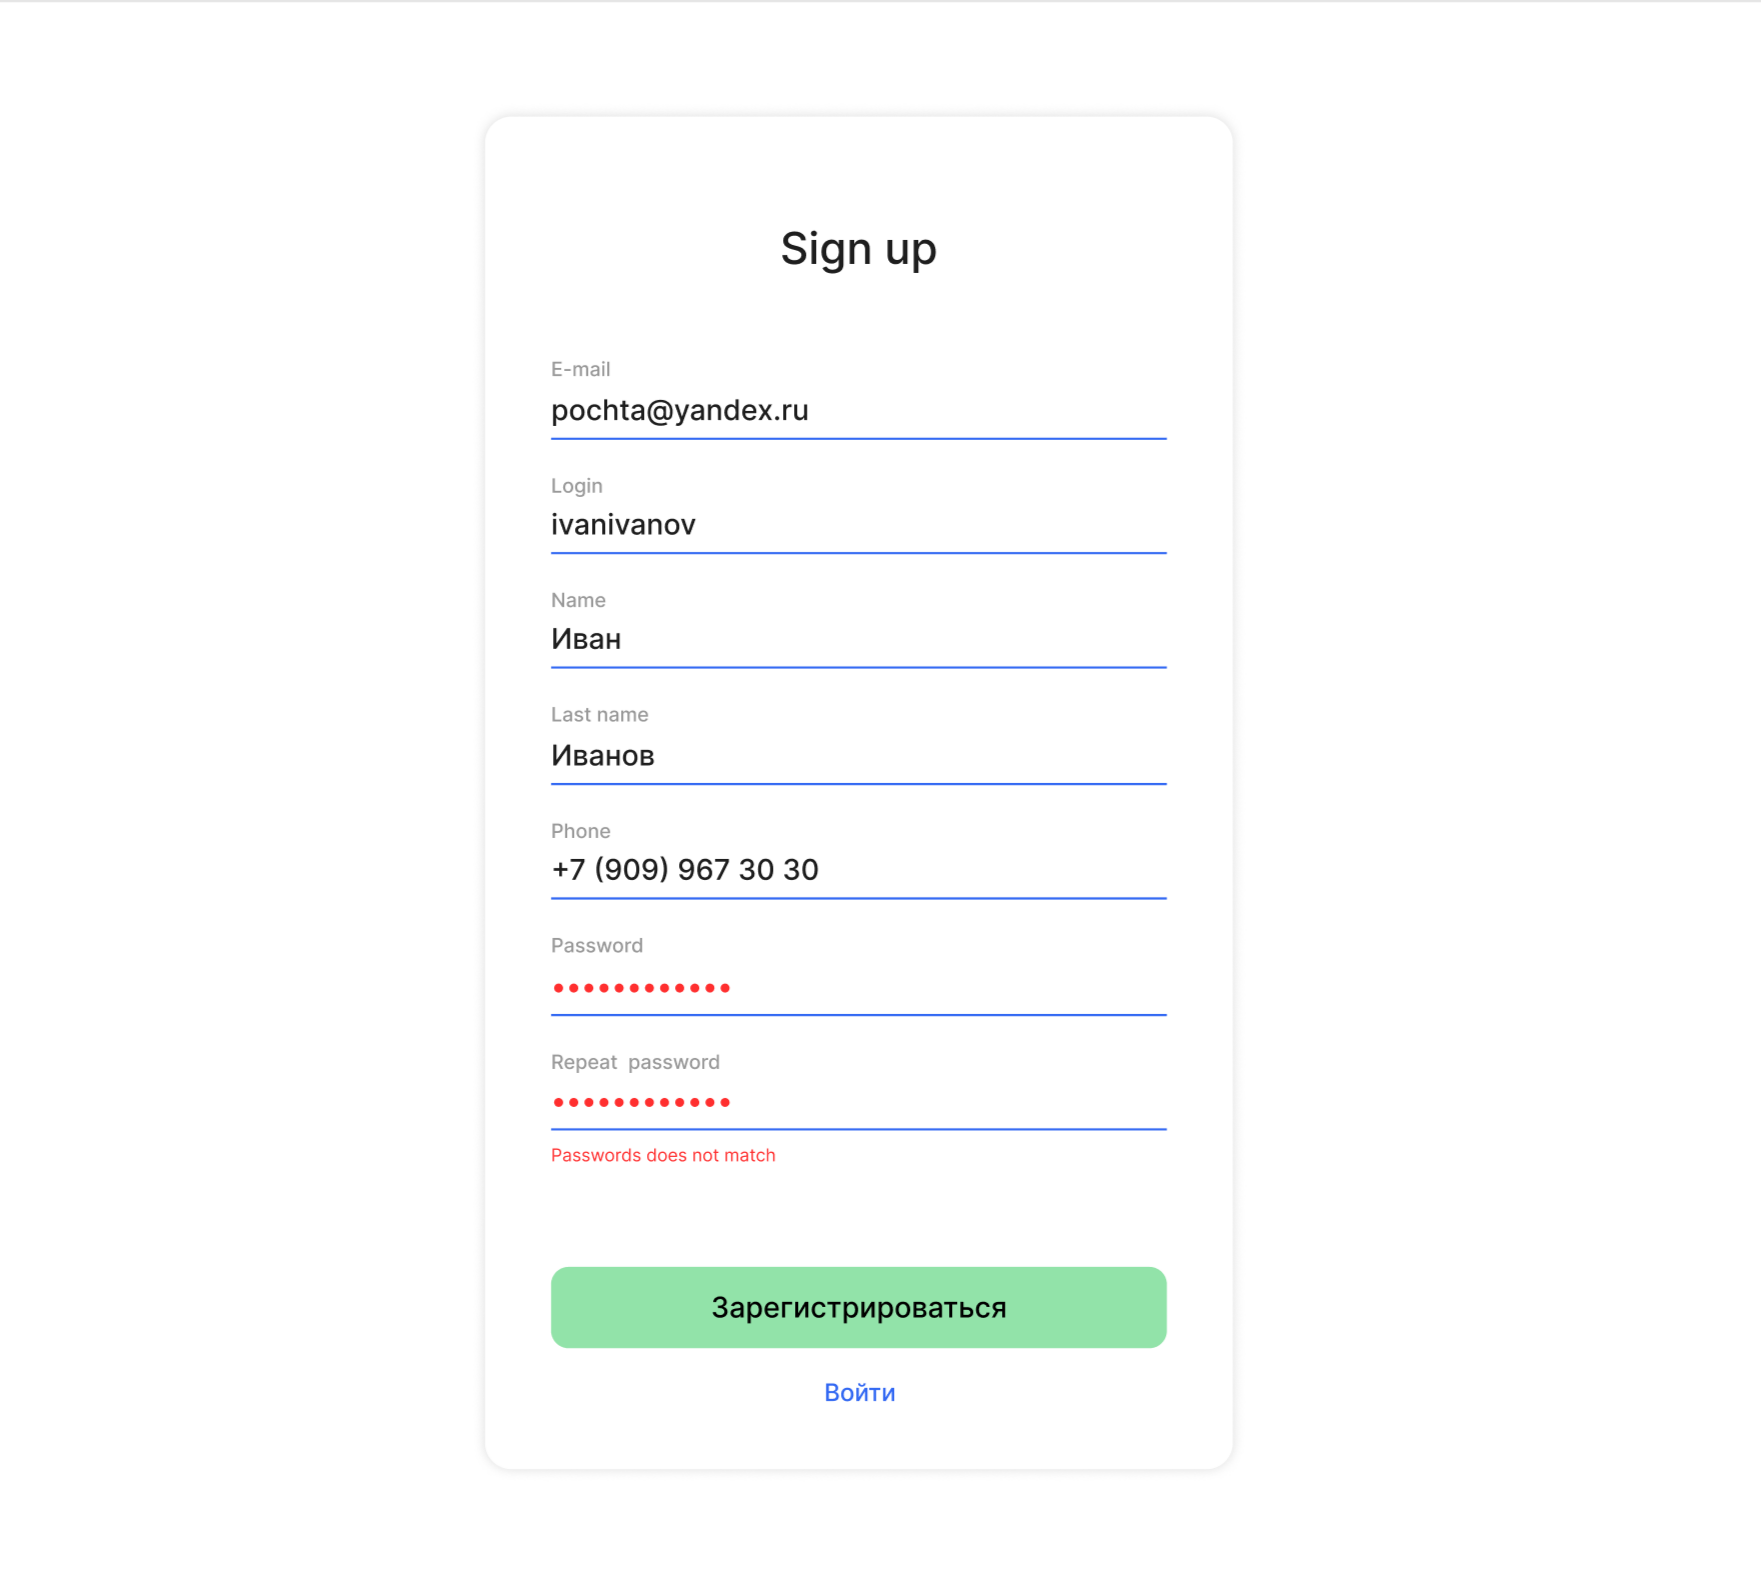 Sign up
E-mail
pochta@yandex.ru
Login
ivanivanov
Name
Иван
Last name
Иванов
Phone
+7 (909) 967 30 30
Password
••••••••••••
Repeat  password
••••••••••••
Passwords does not match
Зарегистрироваться
Войти